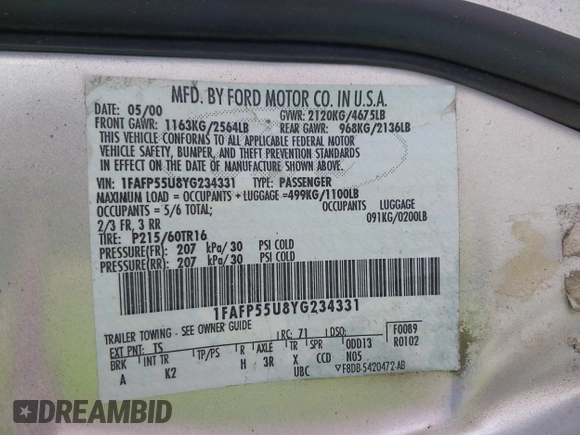 MFD. BY FORD MOTOR CO. IN U.S.A.
DATE: 05/00 GVWR: 2120KG/4675LB
FRONT GAWR: 1163KG/2564LB REAR GAWR: 968KG/2136LB
THIS VEHICLE CONFORMS TO ALL APPLICABLE FEDERAL MOTOR
VEHICLE SAFETY, BUMPER, AND THEFT PREVENTION STANDARDS
IN EFFECT ON THE DATE OF MANUFACTURE SHOWN ABOVE.
VIN: 1FAFP55U8YG234331 TYPE: PASSENGER
MAXIMUM LOAD = OCCUPANTS + LUGGAGE =499KG/1100LB
OCCUPANTS = 5/6 TOTAL; OCCUPANTS LUGGAGE
2/3 FR, 3 RR 091KG/0200LB
TIRE: P215/60TR16
PRESSURE(FR): 207 kPa/30 PSI COLD
PRESSURE(RR): 207 kPa/30 PSI COLD
1FAFP55U8YG234331
TRAILER TOWING - SEE OWNER GUIDE
EXT PNT: TS RC: 71 DSO: F0089
BRK INT TR TP/PS R AXLE TR SPR 0DD13 R0102
A K2 H 3R X CCD N05
UBC F8DB-5420472-AB
DREAMBID